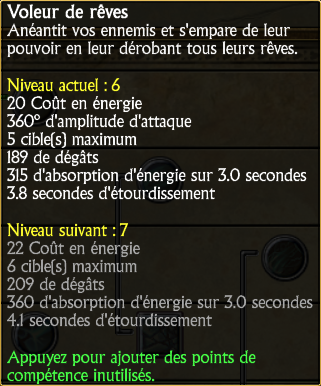 Voleur de rêves
Anéantit vos ennemis et s'empare de leur
pouvoir en leur dérobant tous leurs rêves.
Niveau actuel : 6
20 Coût en énergie
360° d'amplitude d'attaque
5 cible(s) maximum
189 de dégâts
315 d'absorption d'énergie sur 3.0 secondes
3.8 secondes d'étourdissement
Niveau suivant : 7
22 Coût en énergie
6 cible(s) maximum
209 de dégâts
360 d'absorption d'énergie sur 3.0 secondes
4.1 secondes d'étourdissement
Appuyez pour ajouter des points de
compétence inutilisés.